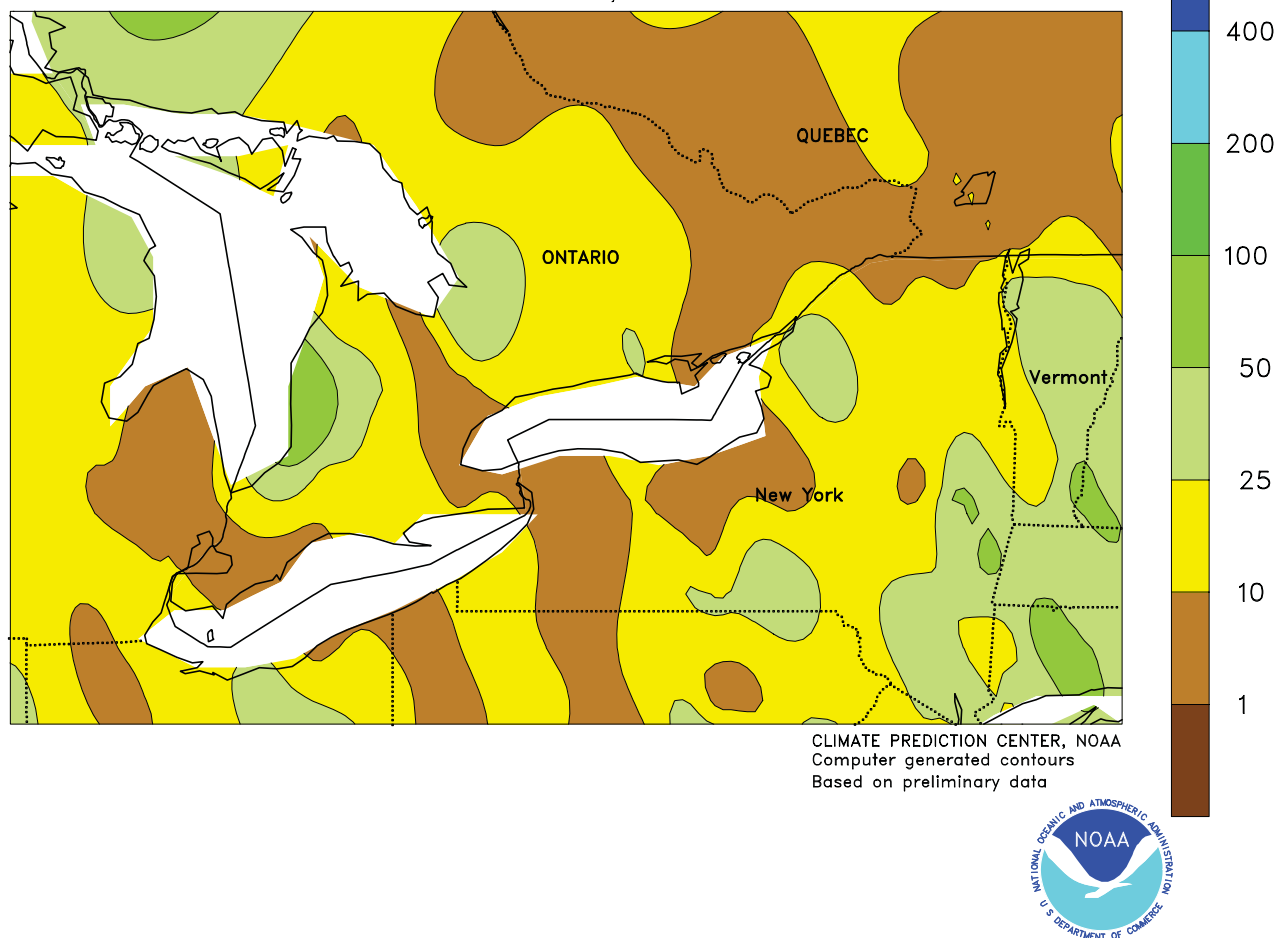 400
200
100
50
25
10
1
QUEBEC
ONTARIO
Vermont
New York
CLIMATE PREDICTION CENTER, NOAA
Computer generated contours
Based on preliminary data
NATIONAL OCEANIC AND ATMOSPHERIC ADMINISTRATION
NOAA
U S DEPARTMENT OF COMMERCE